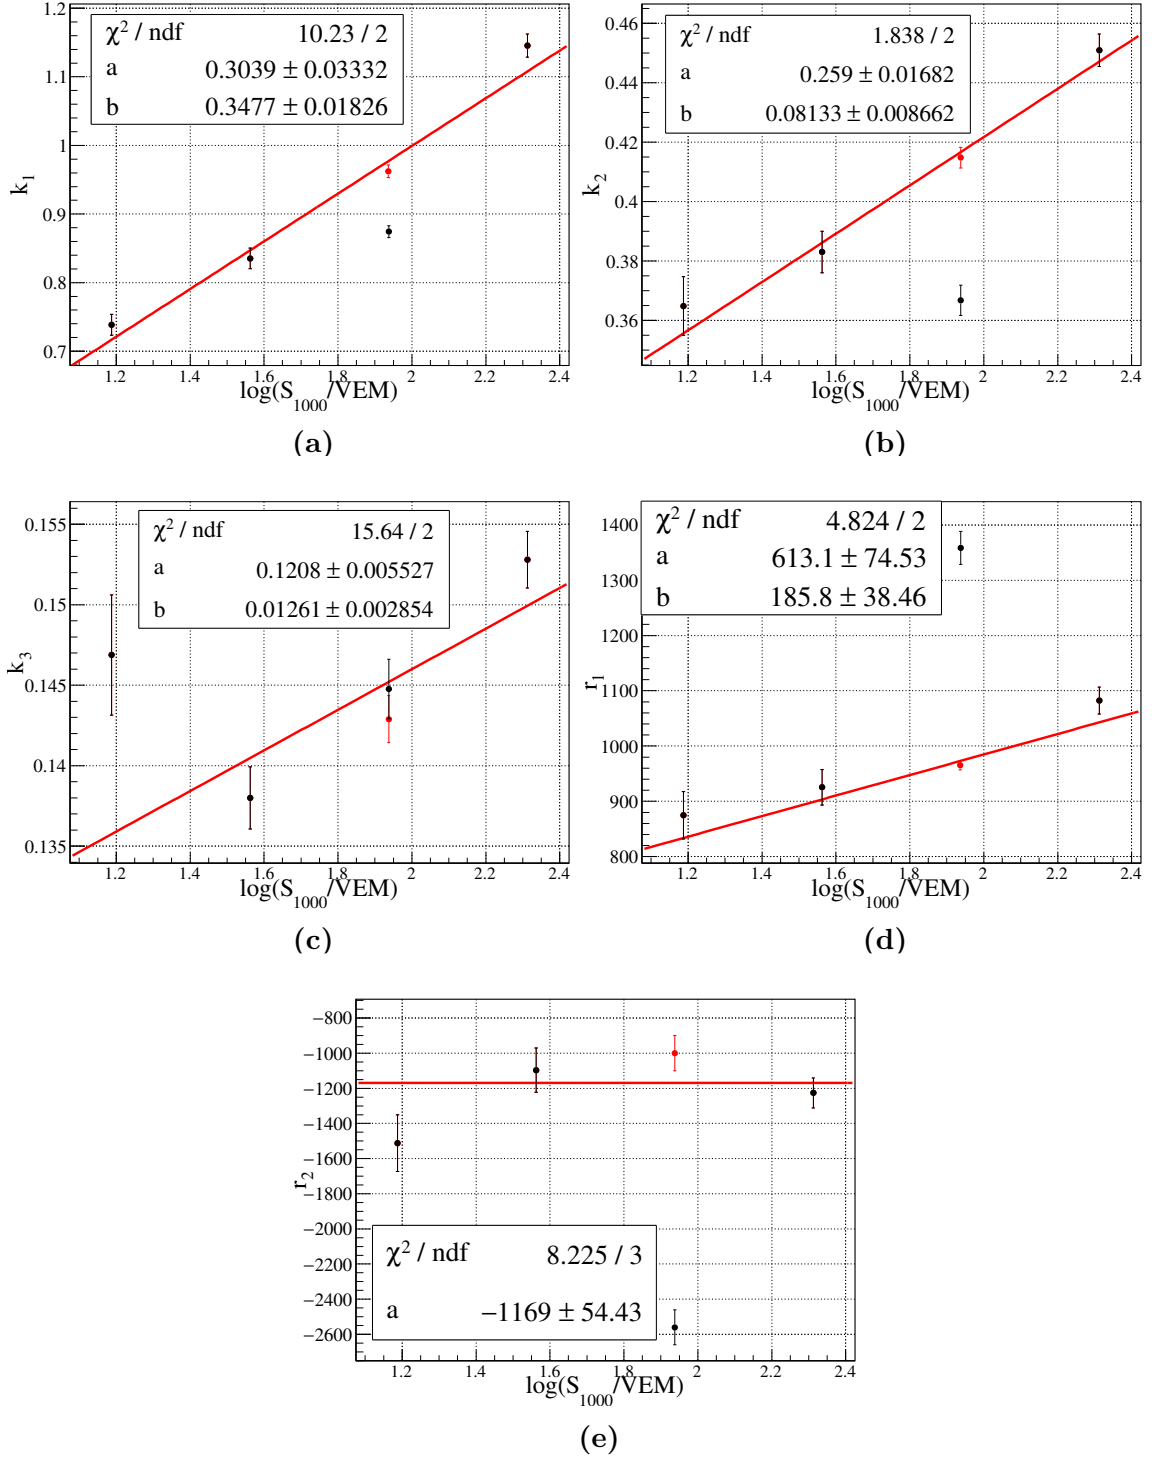 χ² / ndf 10.23 / 2
a 0.3039 ± 0.03332
b 0.3477 ± 0.01826
k₁
1.2
1.1
1
0.9
0.8
0.7
1.2 1.4 1.6 1.8 2 2.2 2.4
log(S₁₀₀₀/VEM)
(a)
χ² / ndf 1.838 / 2
a 0.259 ± 0.01682
b 0.08133 ± 0.008662
k₂
0.46
0.44
0.42
0.4
0.38
0.36
1.2 1.4 1.6 1.8 2 2.2 2.4
log(S₁₀₀₀/VEM)
(b)
χ² / ndf 15.64 / 2
a 0.1208 ± 0.005527
b 0.01261 ± 0.002854
k₃
0.155
0.15
0.145
0.14
0.135
1.2 1.4 1.6 1.8 2 2.2 2.4
log(S₁₀₀₀/VEM)
(c)
χ² / ndf 4.824 / 2
a 613.1 ± 74.53
b 185.8 ± 38.46
r₁
1400
1300
1200
1100
1000
900
800
1.2 1.4 1.6 1.8 2 2.2 2.4
log(S₁₀₀₀/VEM)
(d)
r₂
−800
−1000
−1200
−1400
−1600
−1800
−2000
−2200
−2400
−2600
χ² / ndf 8.225 / 3
a −1169 ± 54.43
1.2 1.4 1.6 1.8 2 2.2 2.4
log(S₁₀₀₀/VEM)
(e)